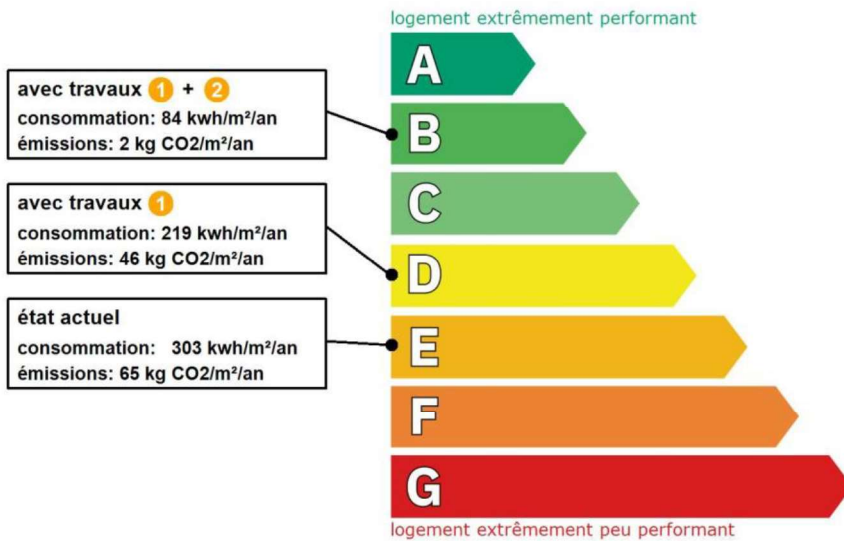 logement extrêmement performant
A
avec travaux 1 + 2
consommation: 84 kwh/m²/an
émissions: 2 kg CO2/m²/an
B
C
avec travaux 1
consommation: 219 kwh/m²/an
émissions: 46 kg CO2/m²/an
D
état actuel
consommation: 303 kwh/m²/an
émissions: 65 kg CO2/m²/an
E
F
G
logement extrêmement peu performant